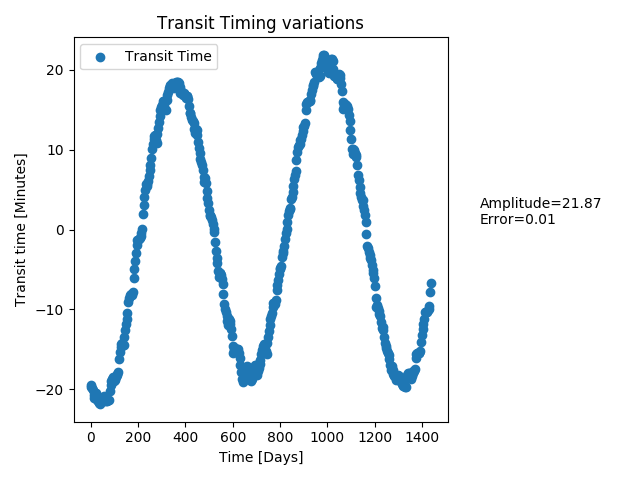 Transit Timing variations
Transit Time
Transit time [Minutes]
20
10
0
−10
−20
0 200 400 600 800 1000 1200 1400
Time [Days]
Amplitude=21.87
Error=0.01